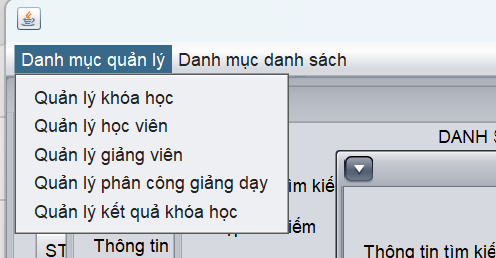 Danh mục quản lý Danh mục danh sách
Quản lý khóa học
Quản lý học viên
Quản lý giảng viên
Quản lý phân công giảng dạy
Quản lý kết quả khóa học
DANH S
tìm kiế
kiếm
ST
Thông tin
Thông tin tìm kiế